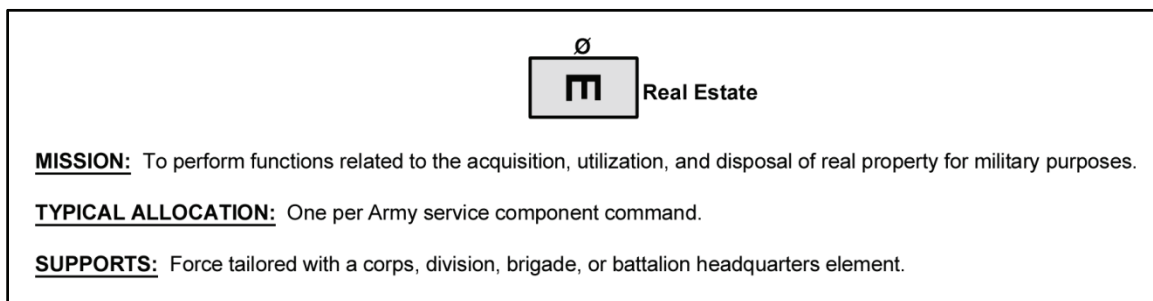 Ø
Real Estate
MISSION: To perform functions related to the acquisition, utilization, and disposal of real property for military purposes.
TYPICAL ALLOCATION: One per Army service component command.
SUPPORTS: Force tailored with a corps, division, brigade, or battalion headquarters element.